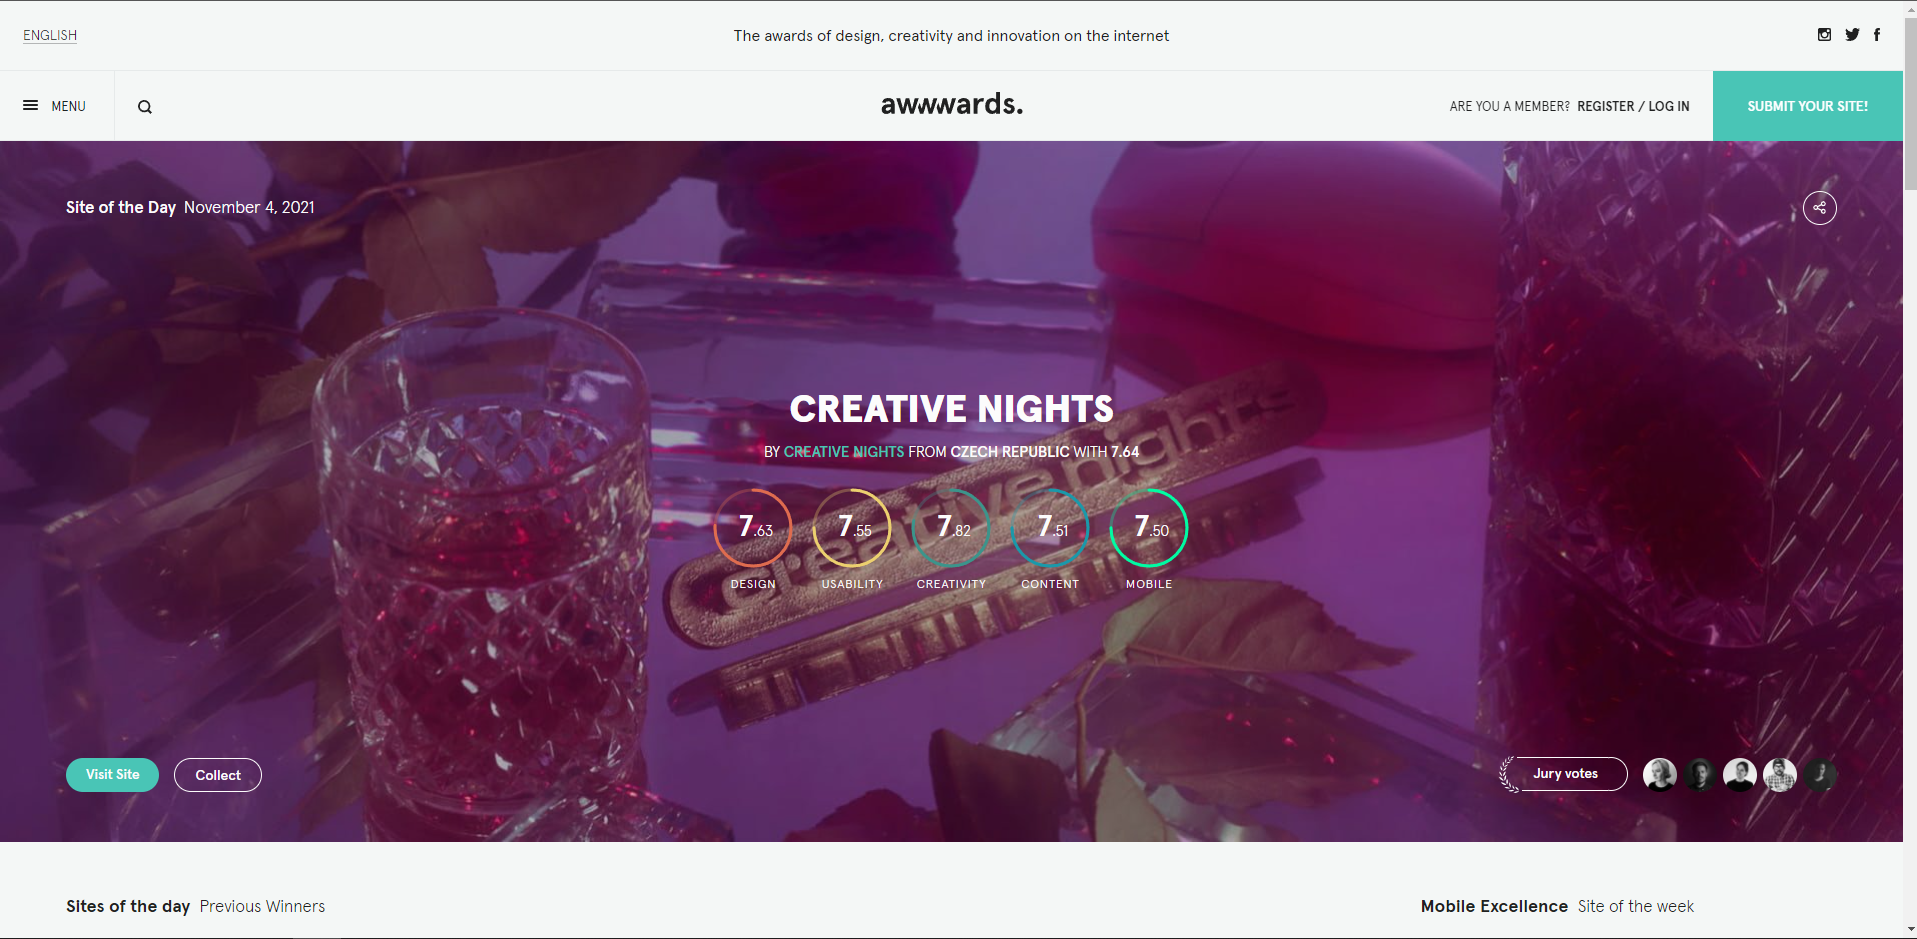 ENGLISH
The awards of design, creativity and innovation on the internet
MENU
awwwards.
ARE YOU A MEMBER? REGISTER / LOG IN
SUBMIT YOUR SITE!
Site of the Day November 4, 2021
CREATIVE NIGHTS
BY CREATIVE NIGHTS FROM CZECH REPUBLIC WITH 7.64
creative nights
7.63
7.55
7.82
7.51
7.50
DESIGN
USABILITY
CREATIVITY
CONTENT
MOBILE
Visit Site
Collect
Jury votes
Sites of the day Previous Winners
Mobile Excellence Site of the week